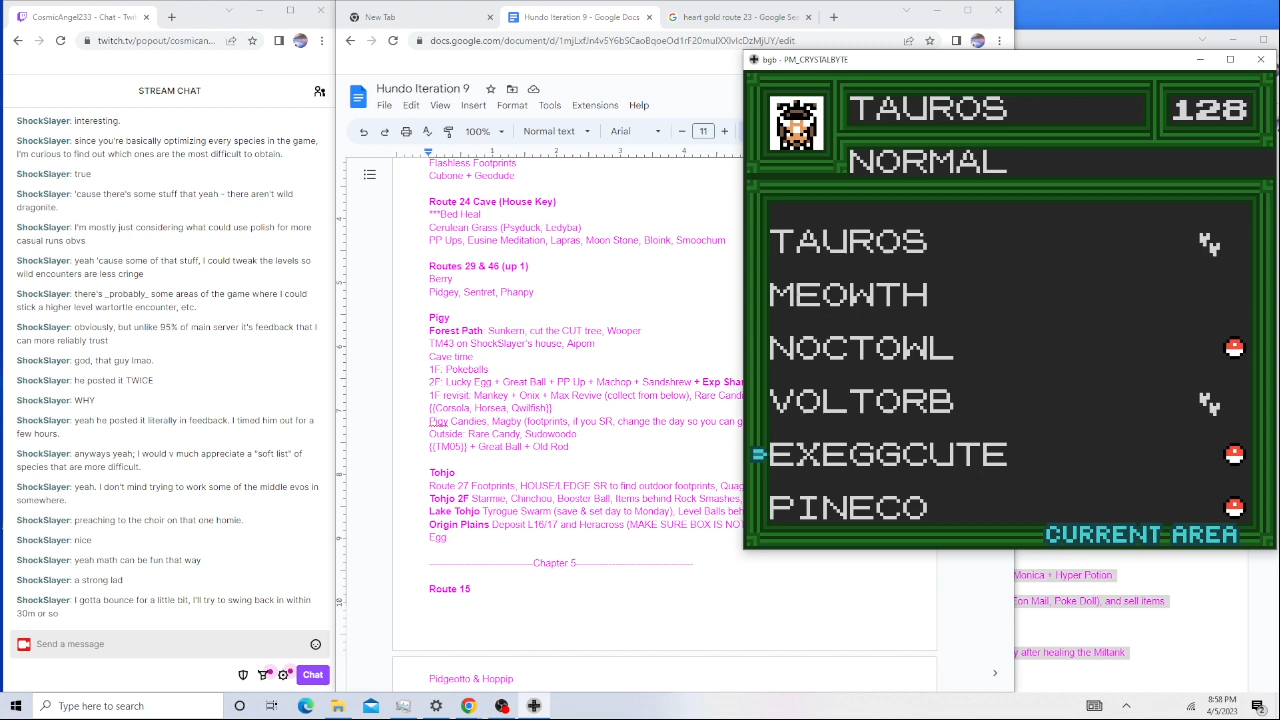 CosmicAngel233 - Chat - Twit
twitch.tv/popout/cosmican...
STREAM CHAT
ShockSlayer: interesting.
ShockSlayer: since you're basically optimizing every species in the game,
I'm curious to find out which ones are the most difficult to obtain.
ShockSlayer: true
ShockSlayer: 'cause there's some stuff that yeah - there aren't wild
dragonite.
ShockSlayer: I'm mostly just considering what could use polish for more
casual runs obvs
ShockSlayer: yeah 'cause some of that stuff, I could tweak the levels so
wild encounters are less cringe
ShockSlayer: there's _probably_ some areas of the game where I could
stick a higher level wartortle encounter, etc.
ShockSlayer: obviously, but unlike 95% of main server it's feedback that I
can more reliably trust
ShockSlayer: god, that guy lmao.
ShockSlayer: he posted it TWICE
ShockSlayer: WHY
ShockSlayer: yeah he posted it literally in feedback. I timed him out for a
few hours.
ShockSlayer: anyways yeah; I would v much appreciate a "soft list" of
species that are more difficult.
ShockSlayer: yeah. I don't mind trying to work some of the middle evos in
somewhere.
ShockSlayer: preaching to the choir on that one homie.
ShockSlayer: nice
ShockSlayer: yeah math can be fun that way
ShockSlayer: a strong lad
ShockSlayer: I gotta bounce for a little bit, I'll try to swing back in within
30m or so
Send a message
Chat
New Tab
Hundo Iteration 9 - Google Docs
heart gold route 23 - Google Se
Hundo Iteration 9
File Edit View Insert Format Tools Extensions Help
100% Normal text Arial 11
Flashless Footprints
Cubone + Geodude
Route 24 Cave (House Key)
***Bed Heal
Cerulean Grass (Psyduck, Ledyba)
PP Ups, Eusine Meditation, Lapras, Moon Stone, Bloink, Smoochum
Routes 29 & 46 (up 1)
Berry
Pidgey, Sentret, Phanpy
Pigy
Forest Path: Sunkern, cut the CUT tree, Wooper
TM43 on ShockSlayer's house, Aipom
Cave time
1F: Pokeballs
2F: Lucky Egg + Great Ball + PP Up + Machop + Sandshrew + Exp Shar
1F revisit: Mankey + Onix + Max Revive (collect from below), Rare Candi
{{Corsola, Horsea, Qwilfish}}
Pigy Candies, Magby (footprints, if you SR, change the day so you can g
Outside: Rare Candy, Sudowoodo
{{TM05}} + Great Ball + Old Rod
Tohjo
Route 27 Footprints, HOUSE/LEDGE SR to find outdoor footprints, Quag
Tohjo 2F Starmie, Chinchou, Booster Ball, Items behind Rock Smashes,
Lake Tohjo Tyrogue Swarm (save & set day to Monday), Level Balls beh
Origin Plains Deposit L16/17 and Heracross (MAKE SURE BOX IS NOT
Egg
Chapter 5
Route 15
Pidgeotto & Hoppip
bgb - PM_CRYSTALBYTE
TAUROS 128
NORMAL
TAUROS
MEOWTH
NOCTOWL
VOLTORB
EXEGGCUTE
PINECO
CURRENT AREA
Monica + Hyper Potion
Eon Mail, Poke Doll), and sell items
y after healing the Miltank
Type here to search
8:58 PM
4/5/2023
2